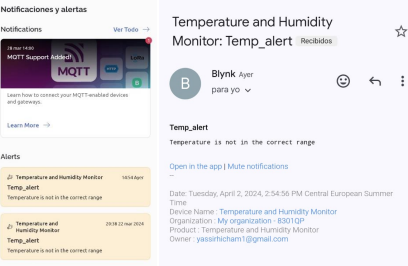 Notificaciones y alertas
Notifications
Ver Todo →
28 mar 14:00
MQTT Support Added!
MQTT
LoRa
Learn how to connect your MQTT-enabled devices
and gateways.
Learn More →
Alerts
Temperature and Humidity Monitor 14:54 Ayer
Temp_alert
Temperature is not in the correct range
Temperature and
Humidity Monitor
20:38 22 mar 2024
Temp_alert
Temperature is not in the correct range
Temperature and Humidity
Monitor: Temp_alert Recibidos
B
Blynk Ayer
para yo
Temp_alert
Temperature is not in the correct range
Open in the app | Mute notifications
--
Date: Tuesday, April 2, 2024, 2:54:56 PM Central European Summer
Time
Device Name : Temperature and Humidity Monitor
Organization : My organization - 8301QP
Product : Temperature and Humidity Monitor
Owner : yassirhicham1@gmail.com